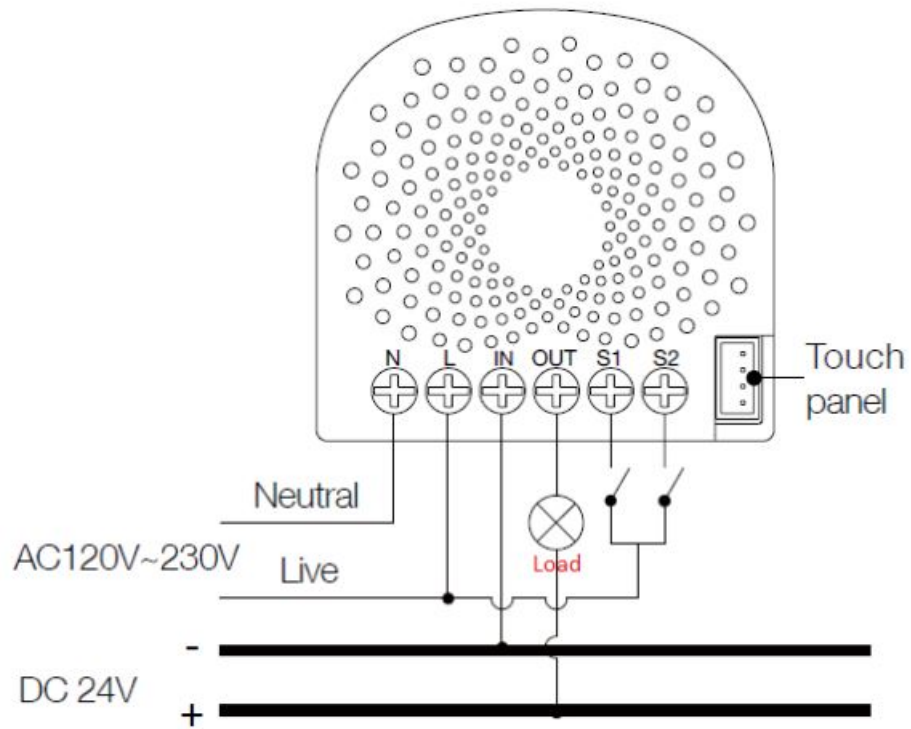 N L IN OUT S1 S2
Touch
panel
Neutral
AC120V~230V
Load
Live
-
DC 24V
+